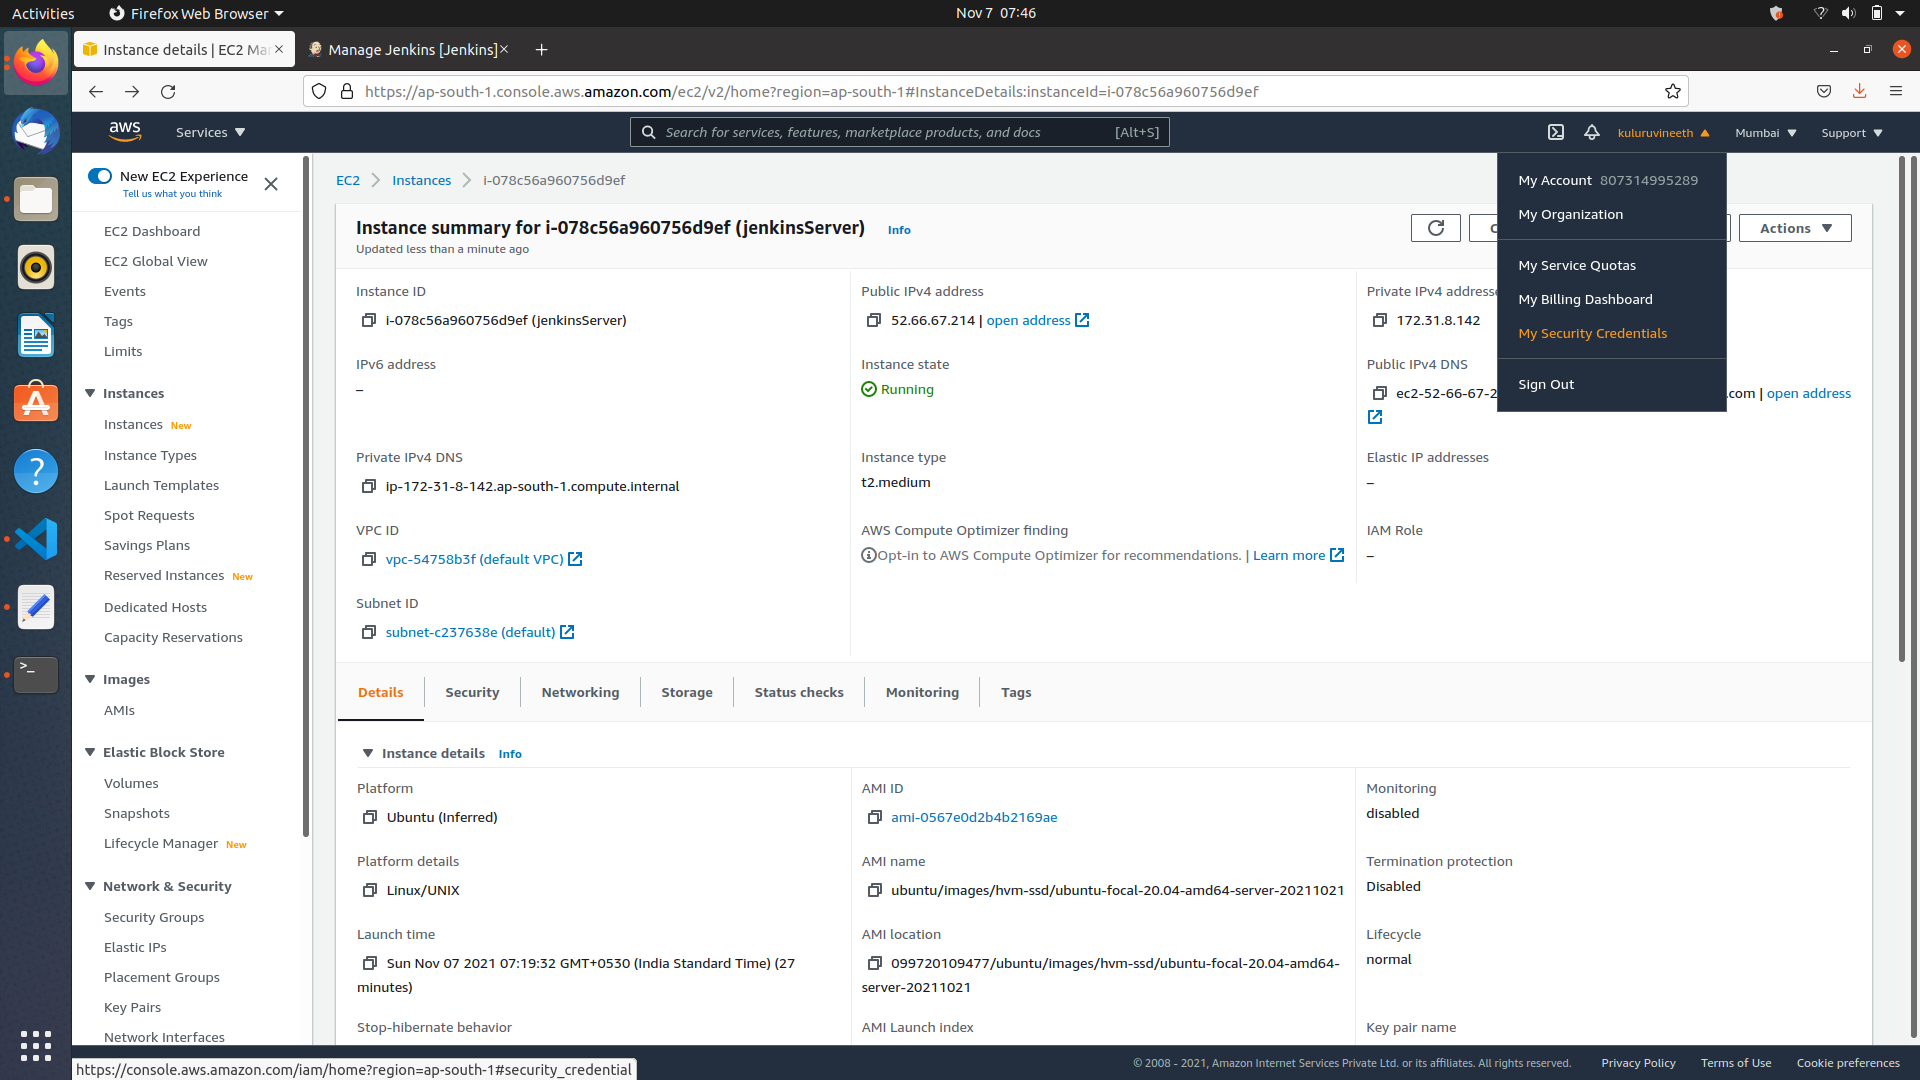 Activities
Firefox Web Browser
Nov 7 07:46
Instance details | EC2 Ma
Manage Jenkins [Jenkins]
https://ap-south-1.console.aws.amazon.com/ec2/v2/home?region=ap-south-1#InstanceDetails:instanceId=i-078c56a960756d9ef
aws
Services
Search for services, features, marketplace products, and docs
[Alt+S]
kuluruvineeth
Mumbai
Support
My Account 807314995289
My Organization
My Service Quotas
My Billing Dashboard
My Security Credentials
Sign Out
New EC2 Experience
Tell us what you think
EC2 Dashboard
EC2 Global View
Events
Tags
Limits
Instances
Instances New
Instance Types
Launch Templates
Spot Requests
Savings Plans
Reserved Instances New
Dedicated Hosts
Capacity Reservations
Images
AMIs
Elastic Block Store
Volumes
Snapshots
Lifecycle Manager New
Network & Security
Security Groups
Elastic IPs
Placement Groups
Key Pairs
Network Interfaces
EC2
Instances
i-078c56a960756d9ef
Instance summary for i-078c56a960756d9ef (jenkinsServer)
Info
Updated less than a minute ago
Actions
Instance ID
i-078c56a960756d9ef (jenkinsServer)
Public IPv4 address
52.66.67.214 | open address
Private IPv4 addresse
172.31.8.142
IPv6 address
–
Instance state
Running
Public IPv4 DNS
ec2-52-66-67-2
.com | open address
Private IPv4 DNS
ip-172-31-8-142.ap-south-1.compute.internal
Instance type
t2.medium
Elastic IP addresses
–
VPC ID
vpc-54758b3f (default VPC)
AWS Compute Optimizer finding
Opt-in to AWS Compute Optimizer for recommendations. | Learn more
IAM Role
–
Subnet ID
subnet-c237638e (default)
Details
Security
Networking
Storage
Status checks
Monitoring
Tags
Instance details
Info
Platform
Ubuntu (Inferred)
AMI ID
ami-0567e0d2b4b2169ae
Monitoring
disabled
Platform details
Linux/UNIX
AMI name
ubuntu/images/hvm-ssd/ubuntu-focal-20.04-amd64-server-20211021
Termination protection
Disabled
Launch time
Sun Nov 07 2021 07:19:32 GMT+0530 (India Standard Time) (27
minutes)
AMI location
099720109477/ubuntu/images/hvm-ssd/ubuntu-focal-20.04-amd64-
server-20211021
Lifecycle
normal
Stop-hibernate behavior
AMI Launch index
Key pair name
https://console.aws.amazon.com/iam/home?region=ap-south-1#security_credential
© 2008 - 2021, Amazon Internet Services Private Ltd. or its affiliates. All rights reserved.
Privacy Policy
Terms of Use
Cookie preferences